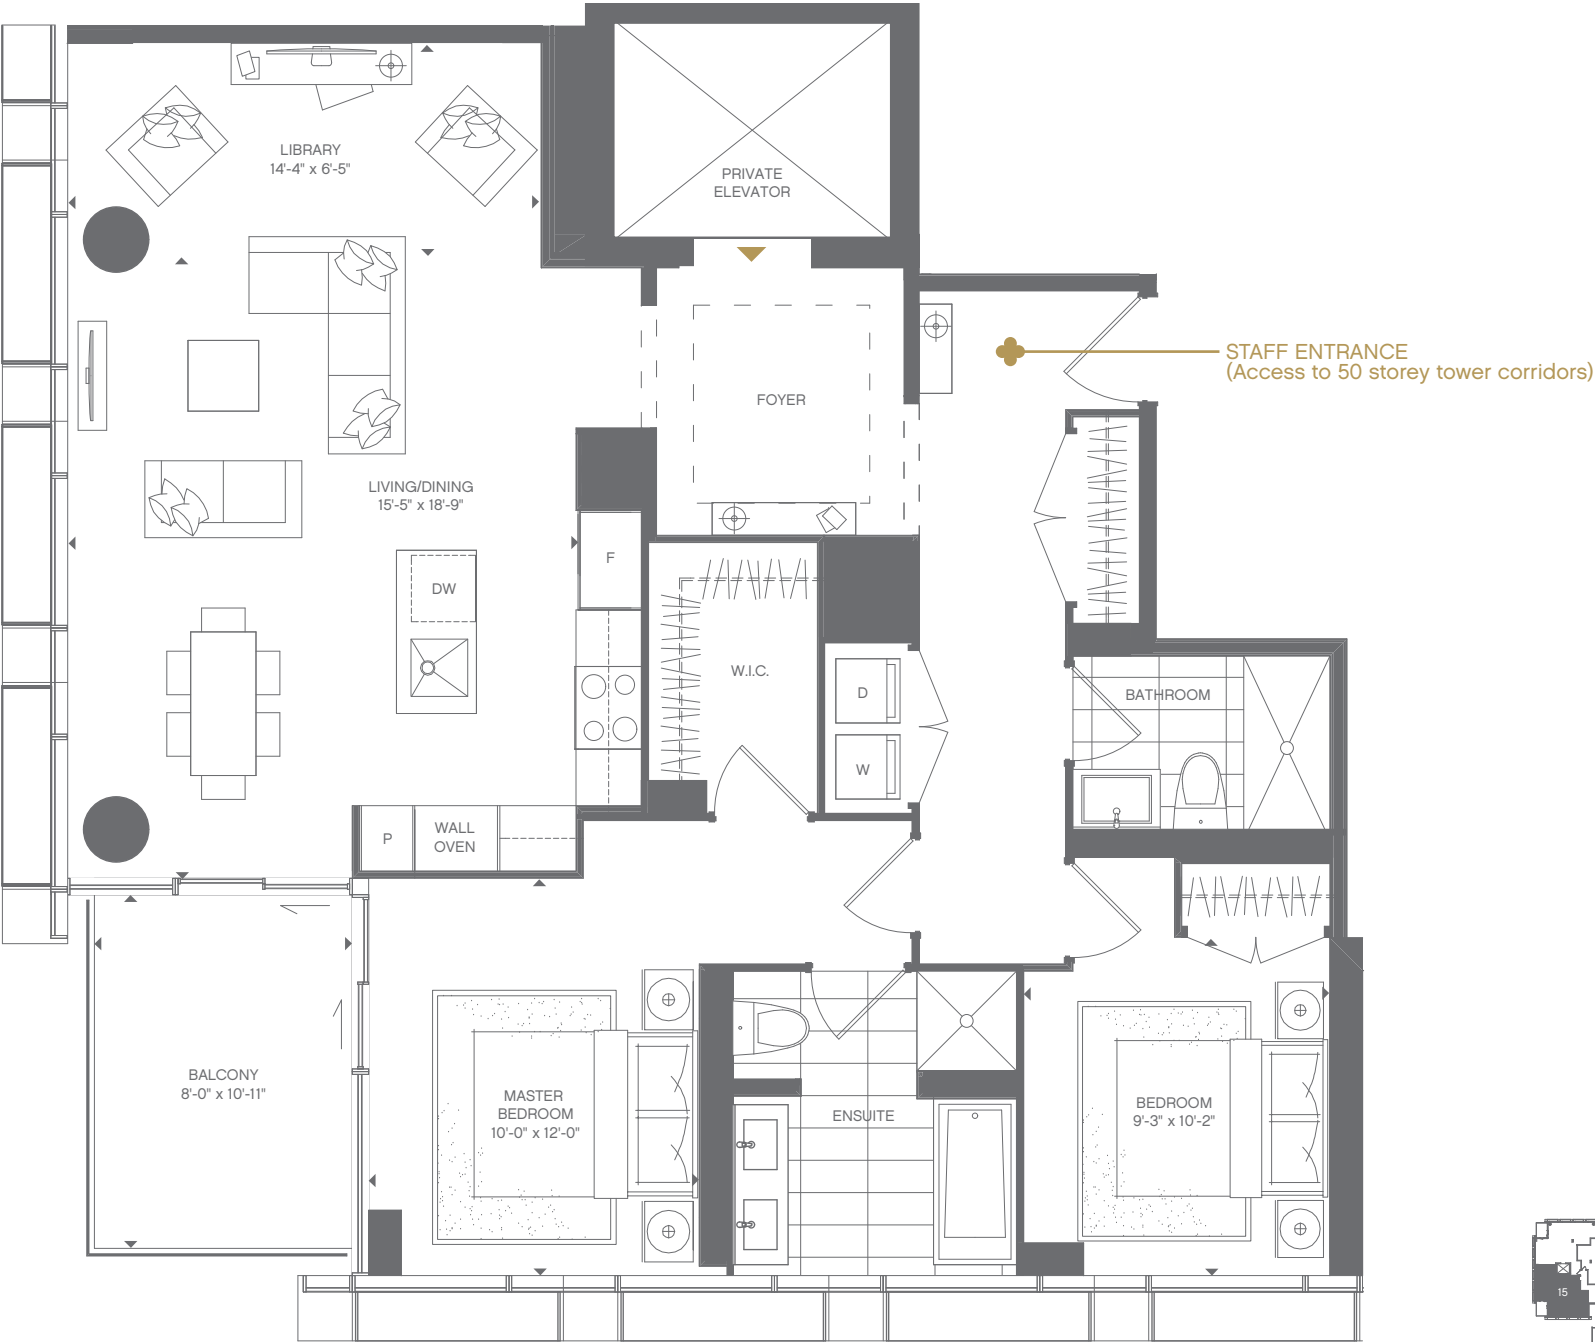 LIBRARY
14'-4" x 6'-5"
PRIVATE
ELEVATOR
STAFF ENTRANCE
(Access to 50 storey tower corridors)
FOYER
LIVING/DINING
15'-5" x 18'-9"
F
DW
W.I.C.
D
BATHROOM
W
P
WALL
OVEN
BALCONY
8'-0" x 10'-11"
MASTER
BEDROOM
10'-0" x 12'-0"
ENSUITE
BEDROOM
9'-3" x 10'-2"
15